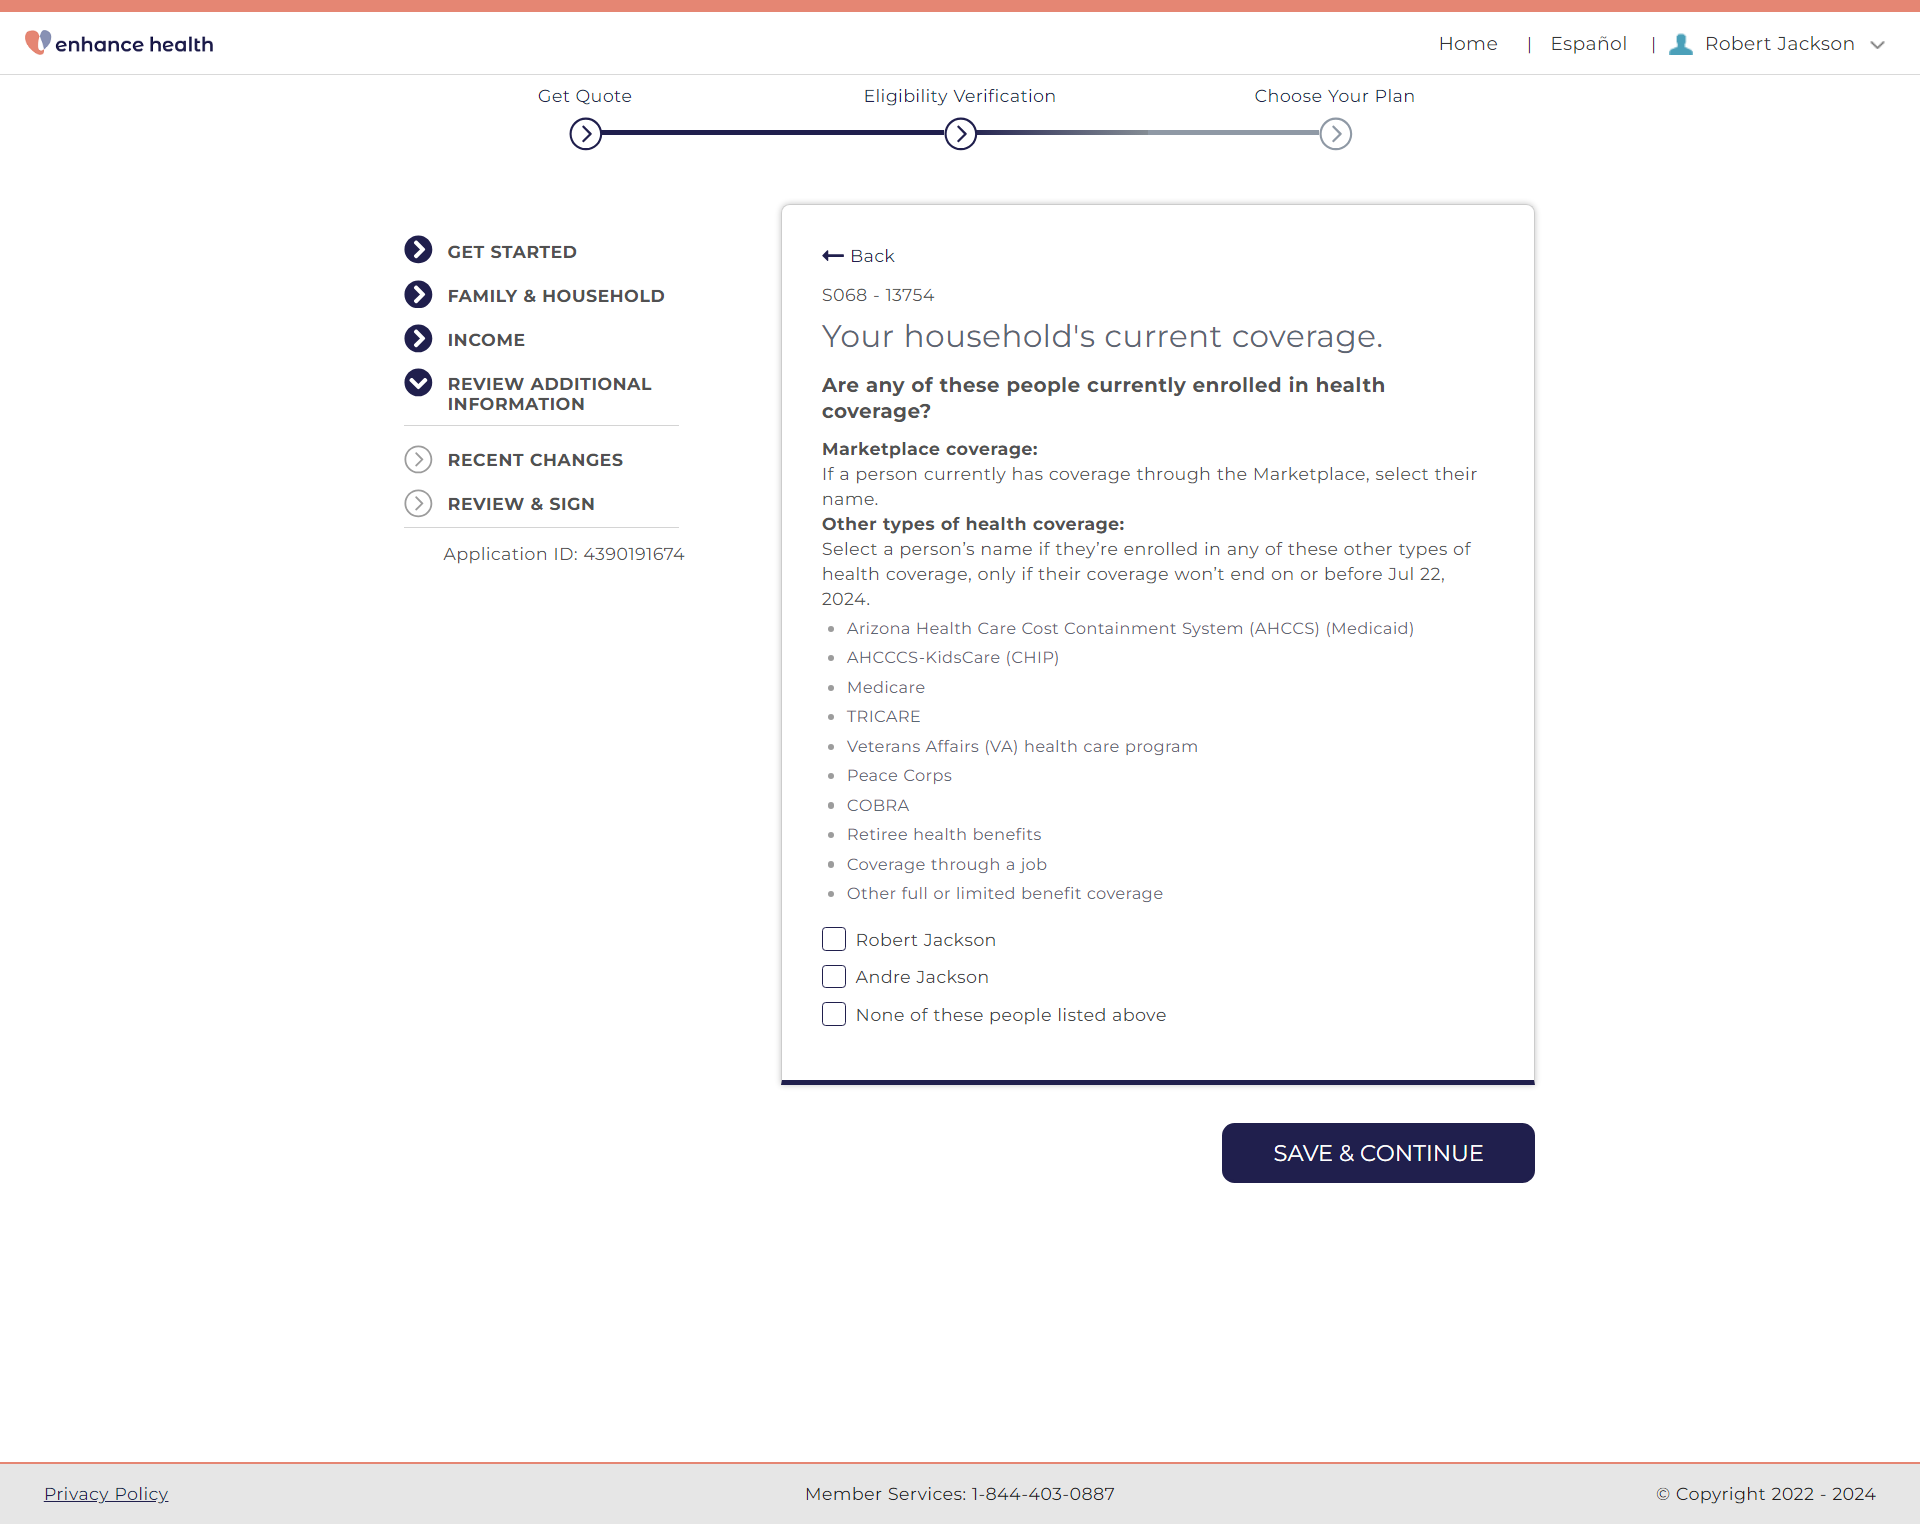 enhance health
Home | Español | Robert Jackson
Get Quote
Eligibility Verification
Choose Your Plan
GET STARTED
FAMILY & HOUSEHOLD
INCOME
REVIEW ADDITIONAL
INFORMATION
RECENT CHANGES
REVIEW & SIGN
Application ID: 4390191674
Back
S068 - 13754
Your household's current coverage.
Are any of these people currently enrolled in health
coverage?
Marketplace coverage:
If a person currently has coverage through the Marketplace, select their
name.
Other types of health coverage:
Select a person’s name if they’re enrolled in any of these other types of
health coverage, only if their coverage won’t end on or before Jul 22,
2024.
• Arizona Health Care Cost Containment System (AHCCS) (Medicaid)
• AHCCCS-KidsCare (CHIP)
• Medicare
• TRICARE
• Veterans Affairs (VA) health care program
• Peace Corps
• COBRA
• Retiree health benefits
• Coverage through a job
• Other full or limited benefit coverage
Robert Jackson
Andre Jackson
None of these people listed above
SAVE & CONTINUE
Privacy Policy
Member Services: 1-844-403-0887
© Copyright 2022 - 2024